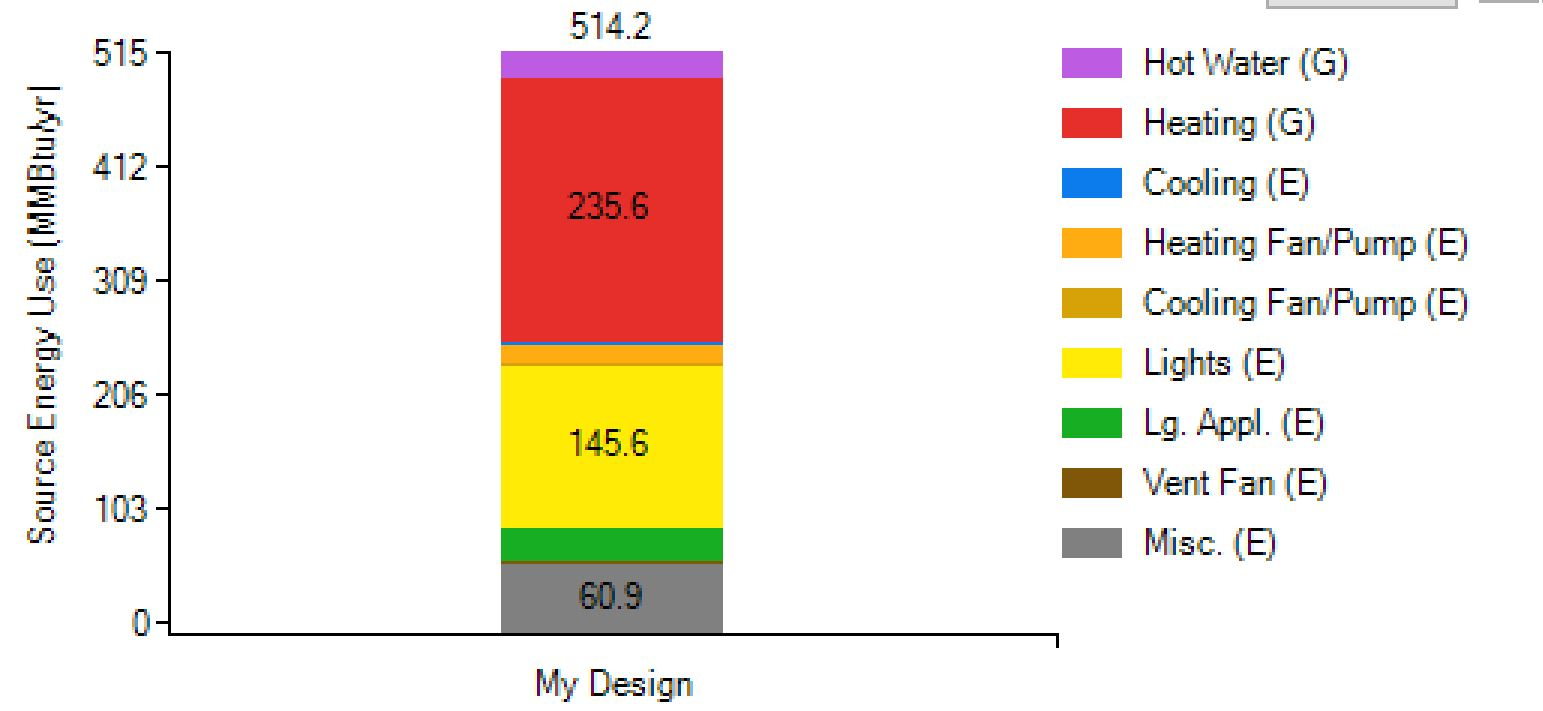 514.2
515
412
309
206
103
0
Source Energy Use [MMBtu/yr]
235.6
145.6
60.9
My Design
Hot Water (G)
Heating (G)
Cooling (E)
Heating Fan/Pump (E)
Cooling Fan/Pump (E)
Lights (E)
Lg. Appl. (E)
Vent Fan (E)
Misc. (E)